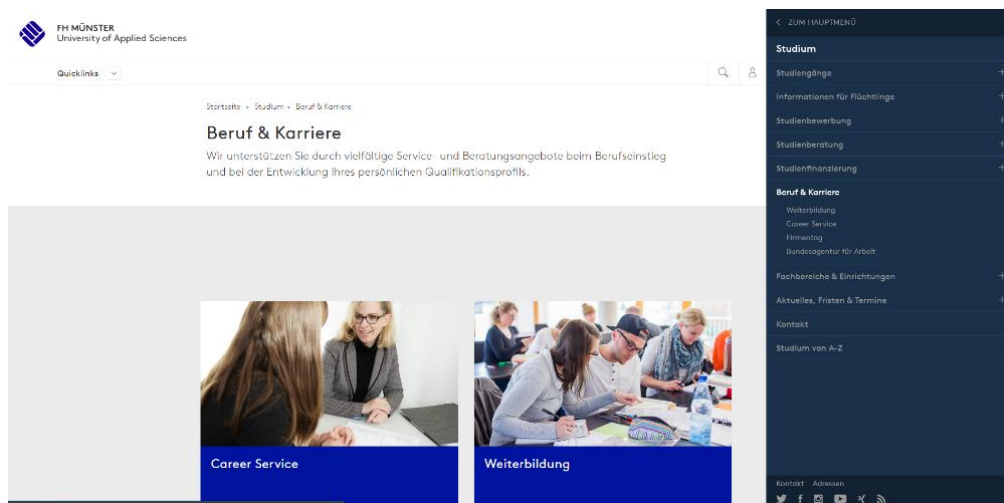 FH MÜNSTER
University of Applied Sciences
Quicklinks
Startseite • Studium • Beruf & Karriere
Beruf & Karriere
Wir unterstützen Sie durch vielfältige Service- und Beratungsangebote beim Berufseinstieg
und bei der Entwicklung Ihres persönlichen Qualifikationsprofils.
Career Service
Weiterbildung
< ZUM HAUPTMENÜ
Studium
Studiengänge +
Informationen für Flüchtlinge +
Studienbewerbung +
Studienberatung +
Studienfinanzierung +
Beruf & Karriere
Weiterbildung
Career Service
Firmentag
Bundesagentur für Arbeit
Fachbereiche & Einrichtungen +
Aktuelles, Fristen & Termine +
Kontakt
Studium von A-Z
Kontakt Adressen